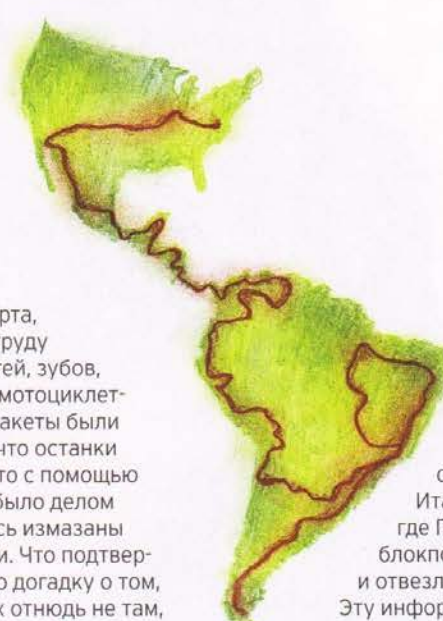 рта,
руду
тей, зубов,
мотоциклет-
акеты были
что останки
то с помощью
было делом
сь измазаны
и. Что подтвер-
о догадку о том,
х отнюдь не там,
с
Ита
где Г
блокпо
и отвезл
Эту инфор